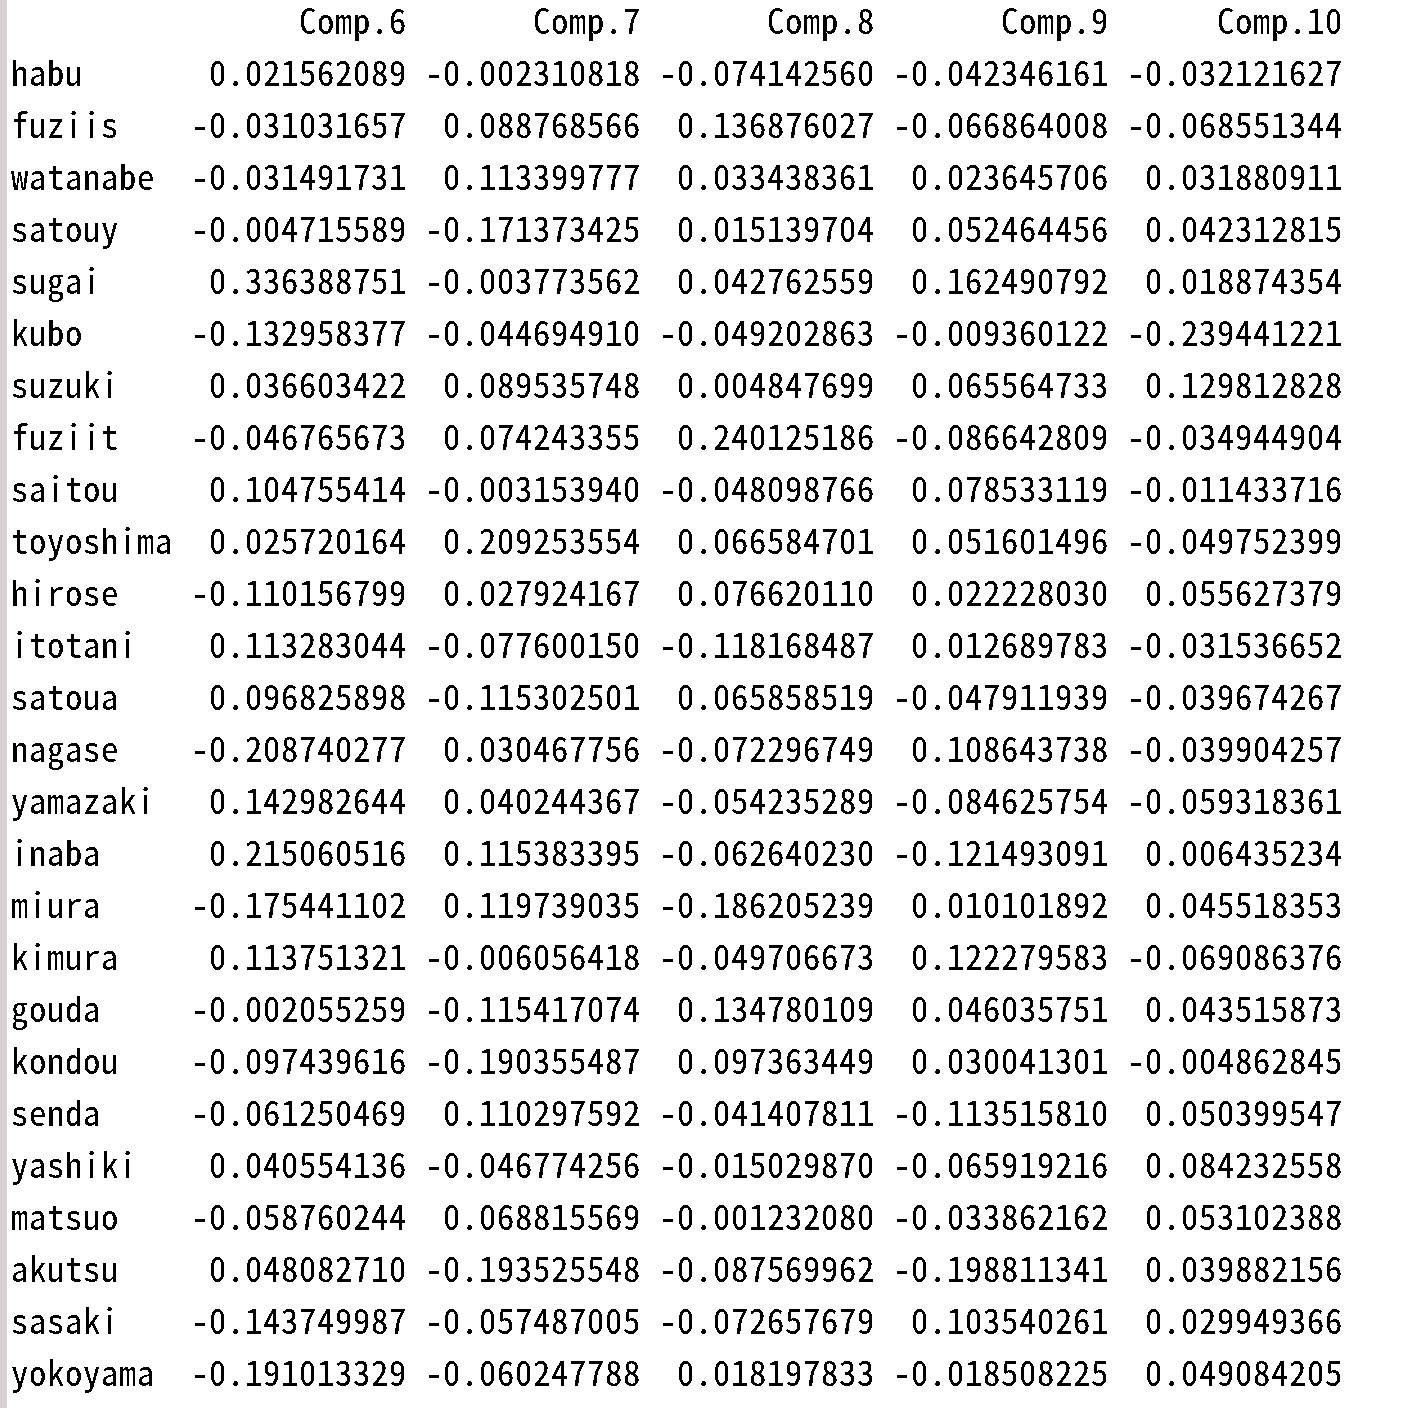 Comp.6 Comp.7 Comp.8 Comp.9 Comp.10
habu 0.021562089 -0.002310818 -0.074142560 -0.042346161 -0.032121627
fuziis -0.031031657 0.088768566 0.136876027 -0.066864008 -0.068551344
watanabe -0.031491731 0.113399777 0.033438361 0.023645706 0.031880911
satouy -0.004715589 -0.171373425 0.015139704 0.052464456 0.042312815
sugai 0.336388751 -0.003773562 0.042762559 0.162490792 0.018874354
kubo -0.132958377 -0.044694910 -0.049202863 -0.009360122 -0.239441221
suzuki 0.036603422 0.089535748 0.004847699 0.065564733 0.129812828
fuziit -0.046765673 0.074243355 0.240125186 -0.086642809 -0.034944904
saitou 0.104755414 -0.003153940 -0.048098766 0.078533119 -0.011433716
toyoshima 0.025720164 0.209253554 0.066584701 0.051601496 -0.049752399
hirose -0.110156799 0.027924167 0.076620110 0.022228030 0.055627379
itotani 0.113283044 -0.077600150 -0.118168487 0.012689783 -0.031536652
satoua 0.096825898 -0.115302501 0.065858519 -0.047911939 -0.039674267
nagase -0.208740277 0.030467756 -0.072296749 0.108643738 -0.039904257
yamazaki 0.142982644 0.040244367 -0.054235289 -0.084625754 -0.059318361
inaba 0.215060516 0.115383395 -0.062640230 -0.121493091 0.006435234
miura -0.175441102 0.119739035 -0.186205239 0.010101892 0.045518353
kimura 0.113751321 -0.006056418 -0.049706673 0.122279583 -0.069086376
gouda -0.002055259 -0.115417074 0.134780109 0.046035751 0.043515873
kondou -0.097439616 -0.190355487 0.097363449 0.030041301 -0.004862845
senda -0.061250469 0.110297592 -0.041407811 -0.113515810 0.050399547
yashiki 0.040554136 -0.046774256 -0.015029870 -0.065919216 0.084232558
matsuo -0.058760244 0.068815569 -0.001232080 -0.033862162 0.053102388
akutsu 0.048082710 -0.193525548 -0.087569962 -0.198811341 0.039882156
sasaki -0.143749987 -0.057487005 -0.072657679 0.103540261 0.029949366
yokoyama -0.191013329 -0.060247788 0.018197833 -0.018508225 0.049084205